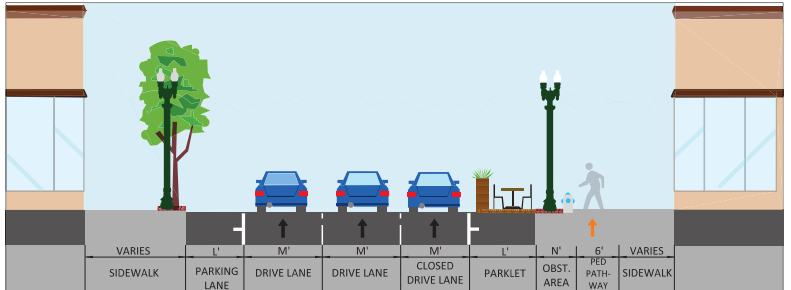 VARIES L' M' M' M' L' N' 6' VARIES
SIDEWALK PARKING LANE DRIVE LANE DRIVE LANE CLOSED DRIVE LANE PARKLET OBST. AREA PED PATH-WAY SIDEWALK